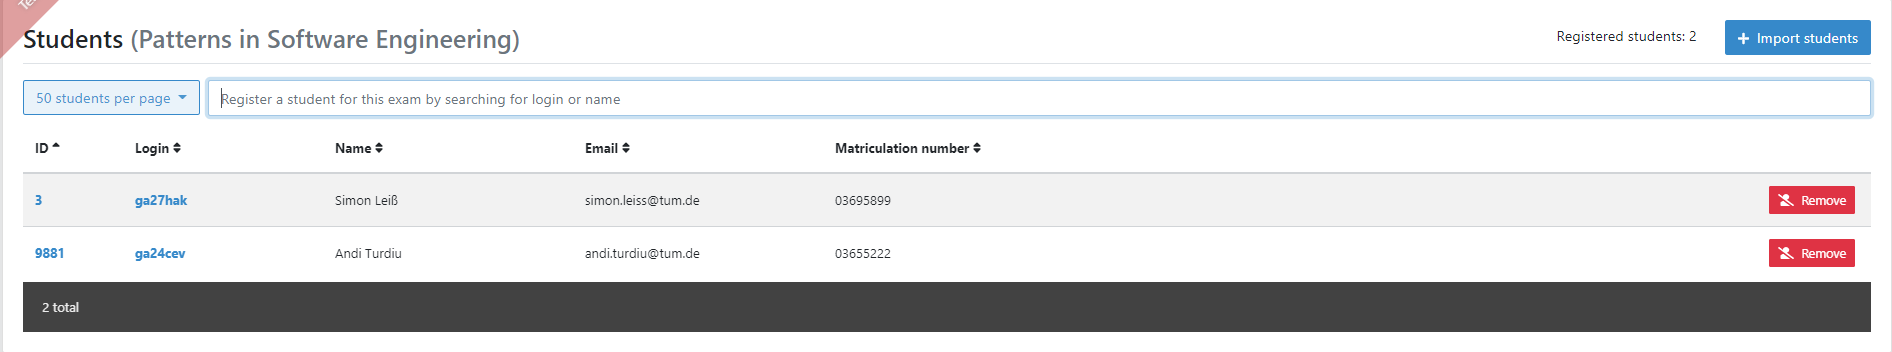 Students (Patterns in Software Engineering)
Registered students: 2
Import students
50 students per page
Register a student for this exam by searching for login or name
ID Login Name Email Matriculation number
3 ga27hak Simon Leiß simon.leiss@tum.de 03695899 Remove
9881 ga24cev Andi Turdiu andi.turdiu@tum.de 03655222 Remove
2 total